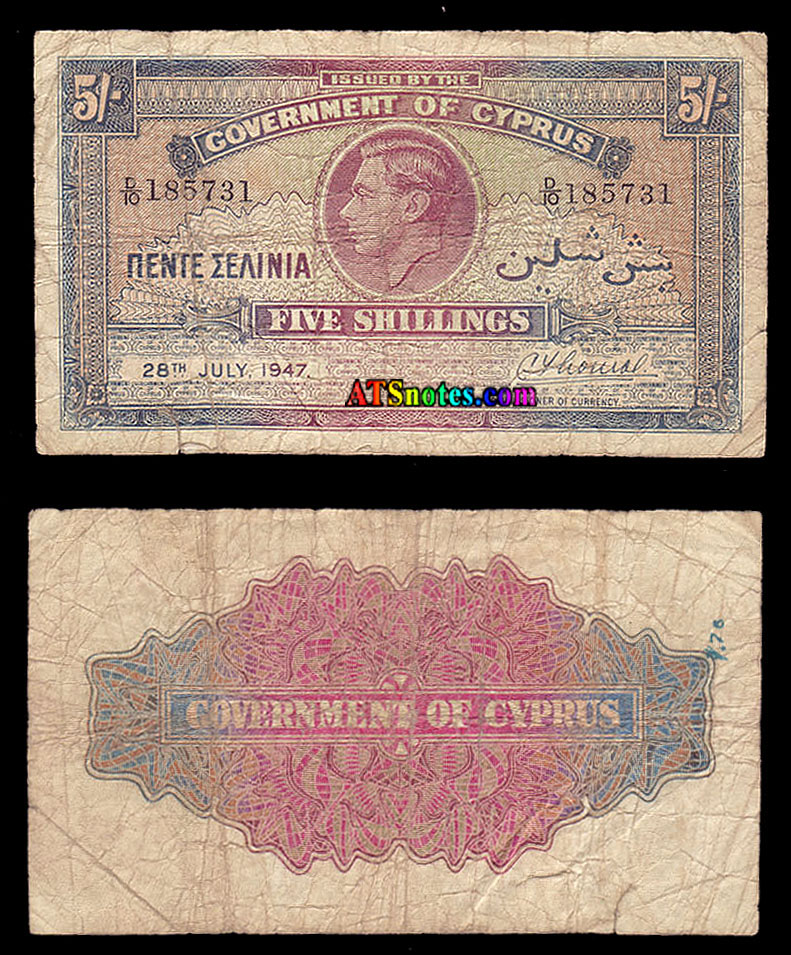 ISSUED BY THE
5/- GOVERNMENT OF CYPRUS 5/-
D/10 185731 D/10 185731
ΠΕΝΤΕ ΣΕΛΙΝΙΑ بش شلين
FIVE SHILLINGS
28TH JULY, 1947.
ATSnotes.com
OF CURRENCY.
GOVERNMENT OF CYPRUS